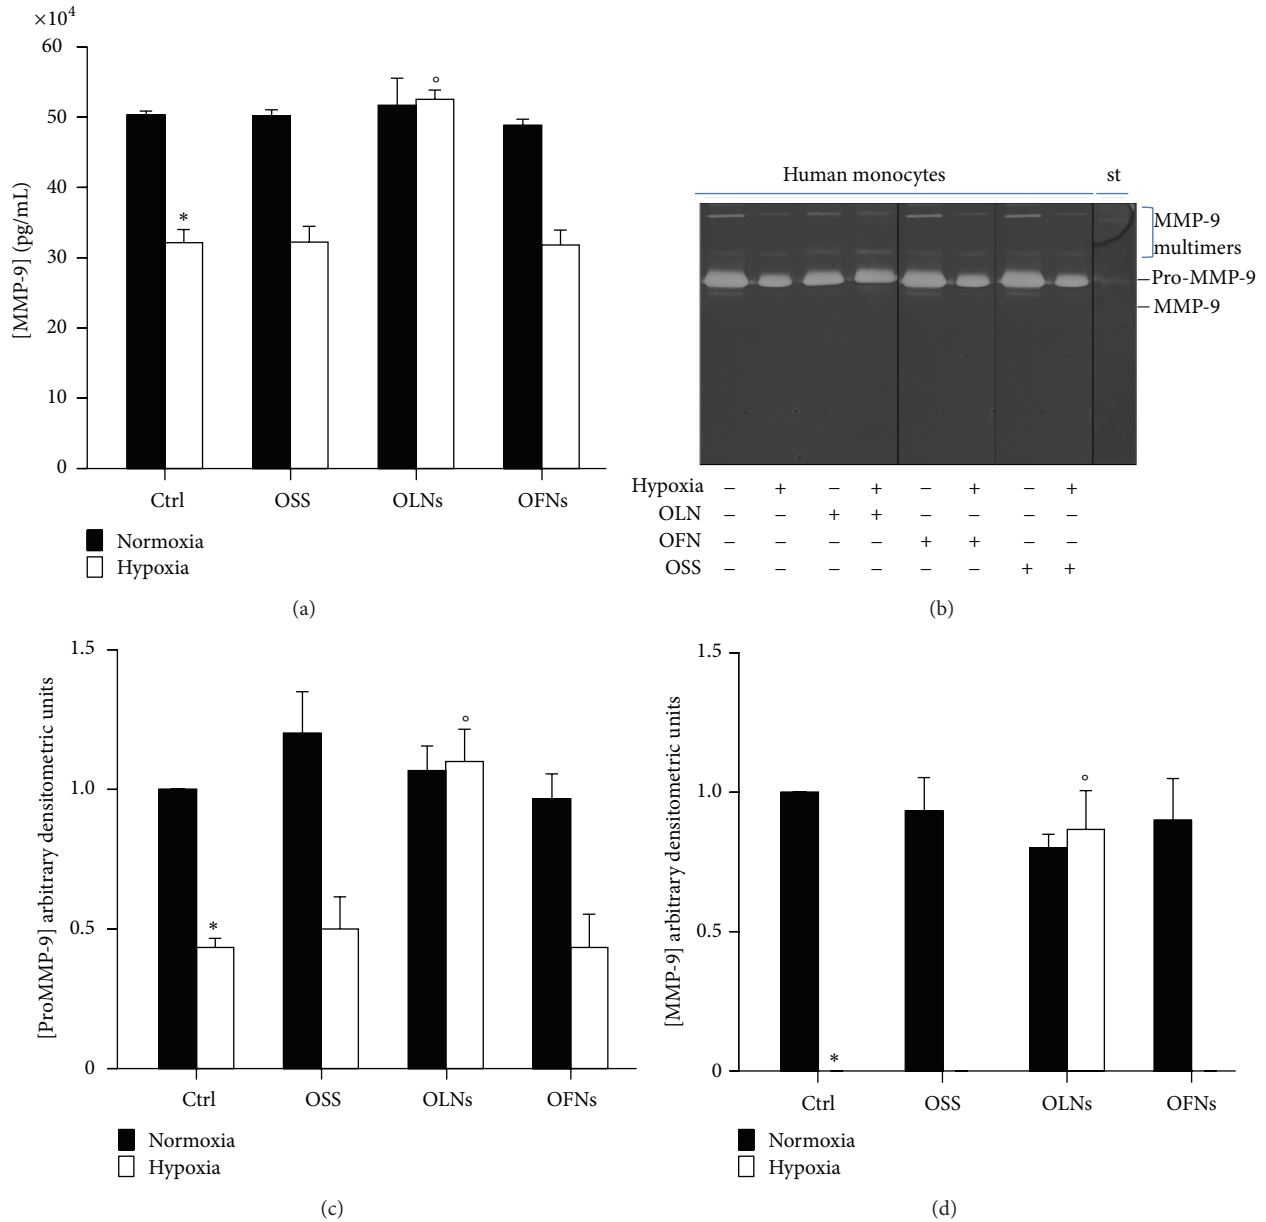 ×10⁴
60
50
40
30
20
10
0
[MMP-9] (pg/mL)
*
°
Ctrl OSS OLNs OFNs
Normoxia
Hypoxia
(a)
Human monocytes st
MMP-9
multimers
Pro-MMP-9
MMP-9
Hypoxia − + − + − + − +
OLN − − + + − − − −
OFN − − − − + + − −
OSS − − − − − − + +
(b)
1.5
1.0
0.5
0
[ProMMP-9] arbitrary densitometric units
*
°
Ctrl OSS OLNs OFNs
Normoxia
Hypoxia
(c)
1.5
1.0
0.5
0
[MMP-9] arbitrary densitometric units
*
°
Ctrl OSS OLNs OFNs
Normoxia
Hypoxia
(d)